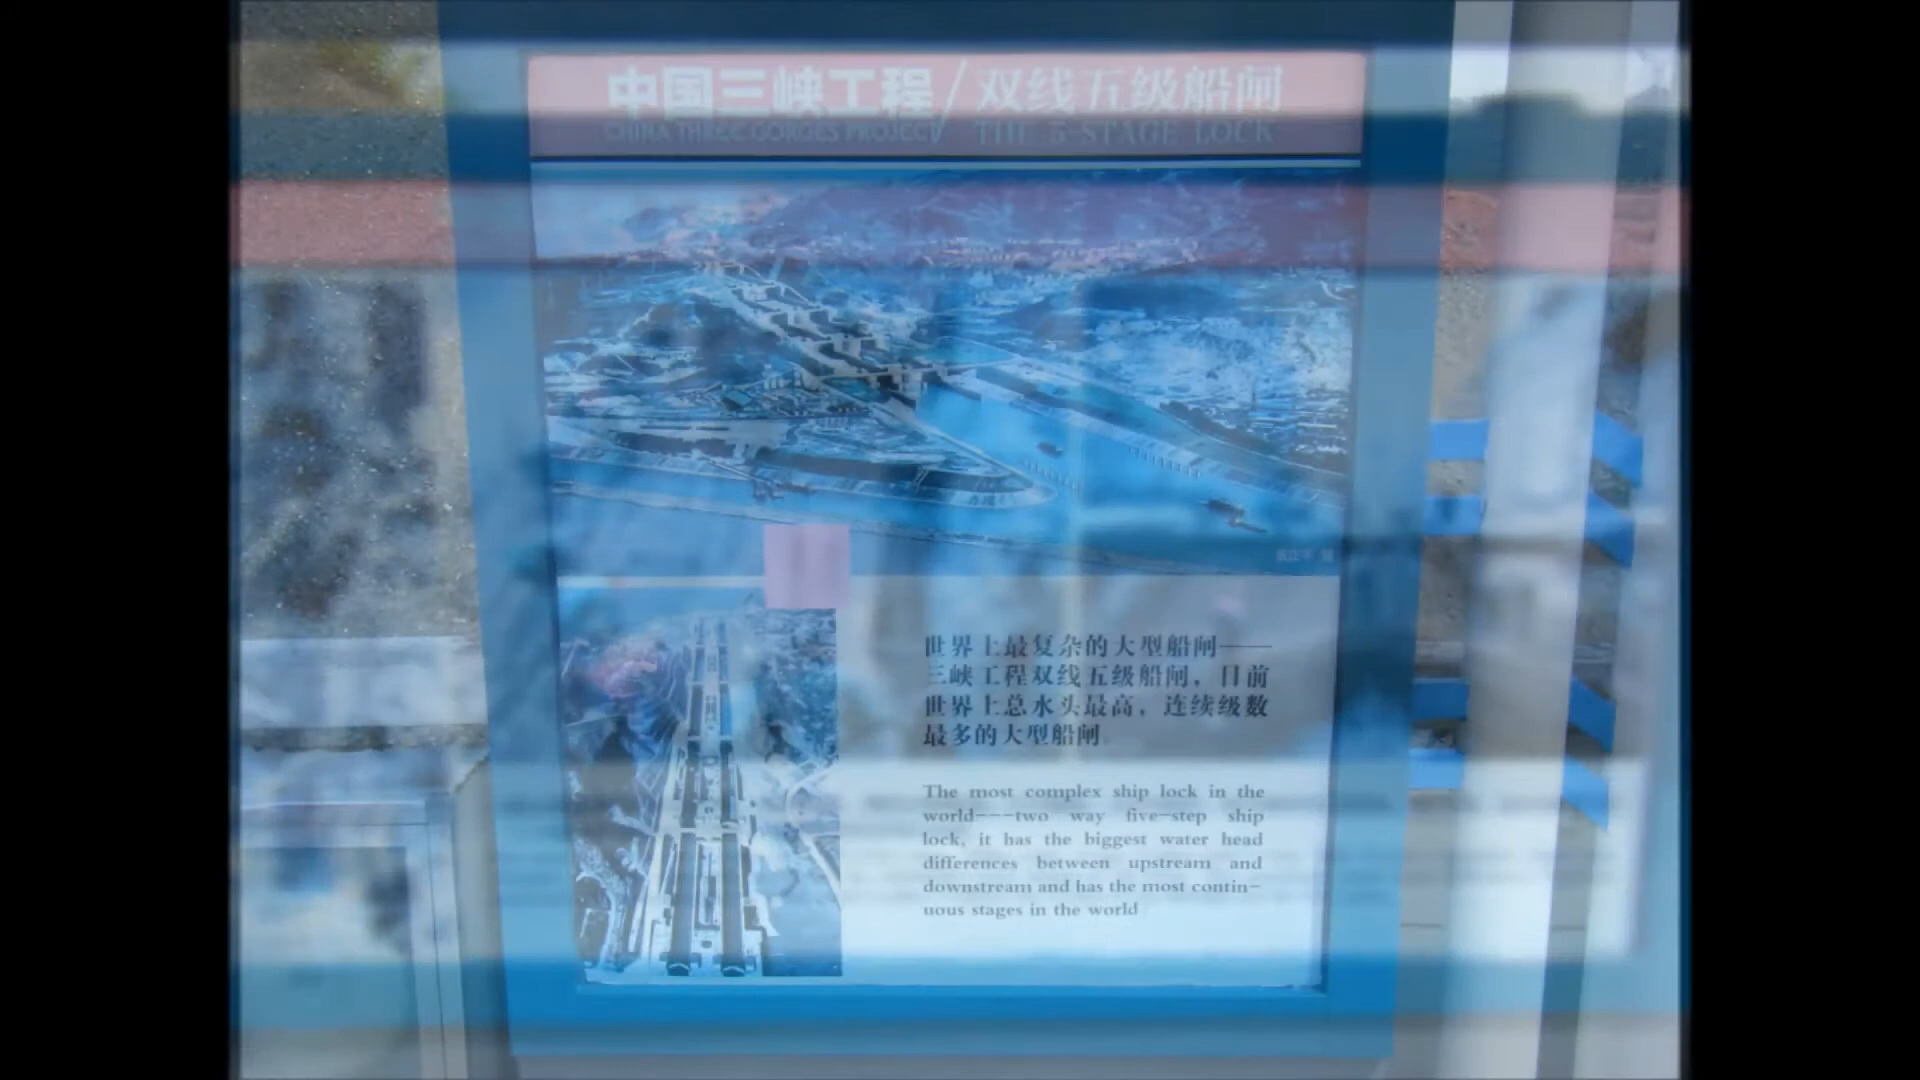 中国三峡工程/双线五级船闸
CHINA THREE GORGES PROJECT/THE 5-STAGE LOCK
世界上最复杂的大型船闸——
三峡工程双线五级船闸，目前
世界上总水头最高，连续级数
最多的大型船闸
The most complex ship lock in the
world---two way five-step ship
lock, it has the biggest water head
differences between upstream and
downstream and has the most contin-
uous stages in the world